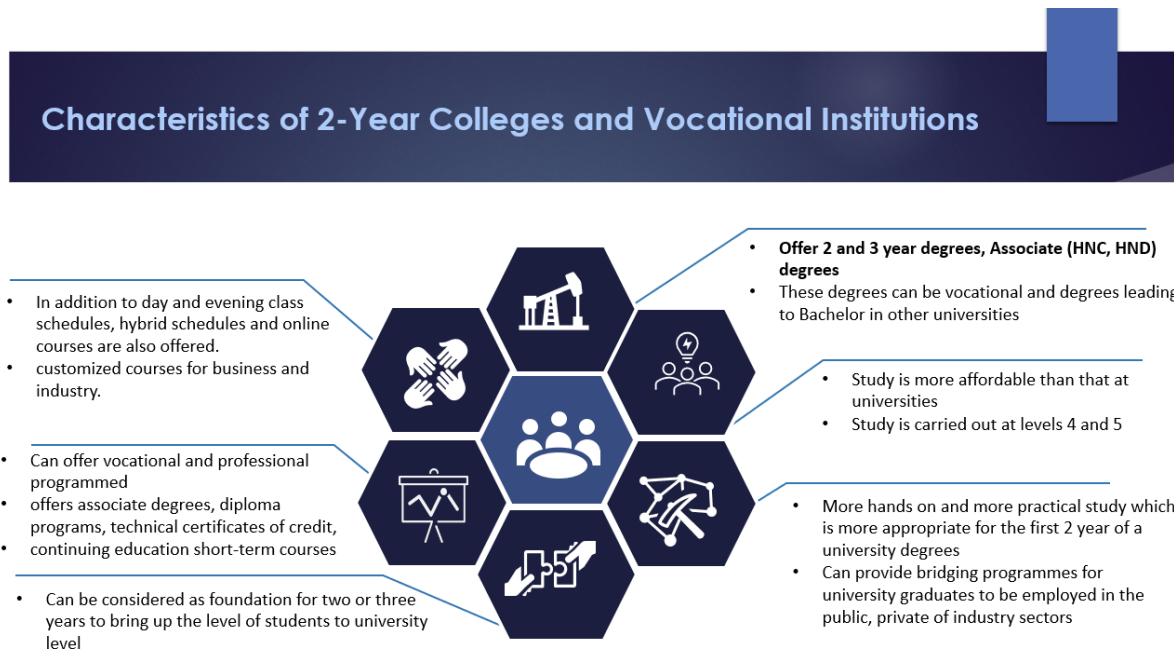 Characteristics of 2-Year Colleges and Vocational Institutions
• In addition to day and evening class
schedules, hybrid schedules and online
courses are also offered.
• customized courses for business and
industry.
• Can offer vocational and professional
programmed
• offers associate degrees, diploma
programs, technical certificates of credit,
• continuing education short-term courses
• Can be considered as foundation for two or three
years to bring up the level of students to university
level
• Offer 2 and 3 year degrees, Associate (HNC, HND)
degrees
• These degrees can be vocational and degrees leading
to Bachelor in other universities
• Study is more affordable than that at
universities
• Study is carried out at levels 4 and 5
• More hands on and more practical study which
is more appropriate for the first 2 year of a
university degrees
• Can provide bridging programmes for
university graduates to be employed in the
public, private of industry sectors